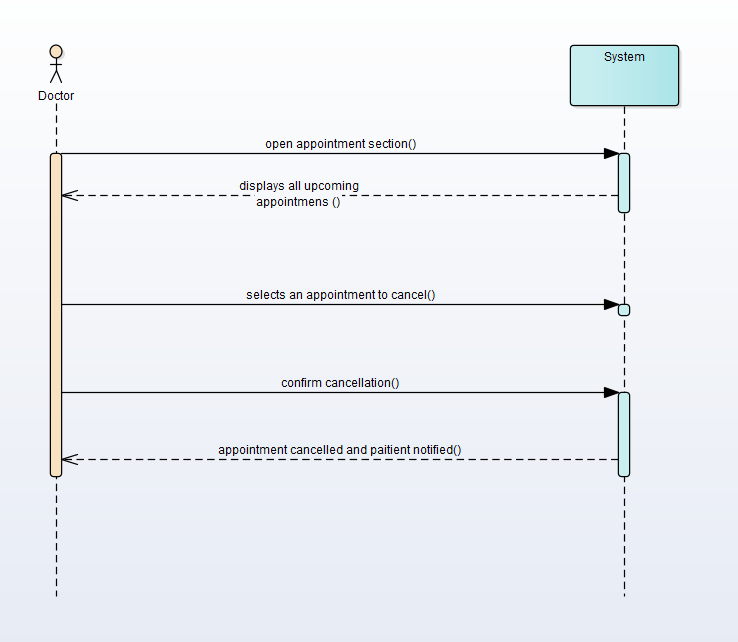 System
Doctor
open appointment section()
displays all upcoming
appointmens ()
selects an appointment to cancel()
confirm cancellation()
appointment cancelled and paitient notified()